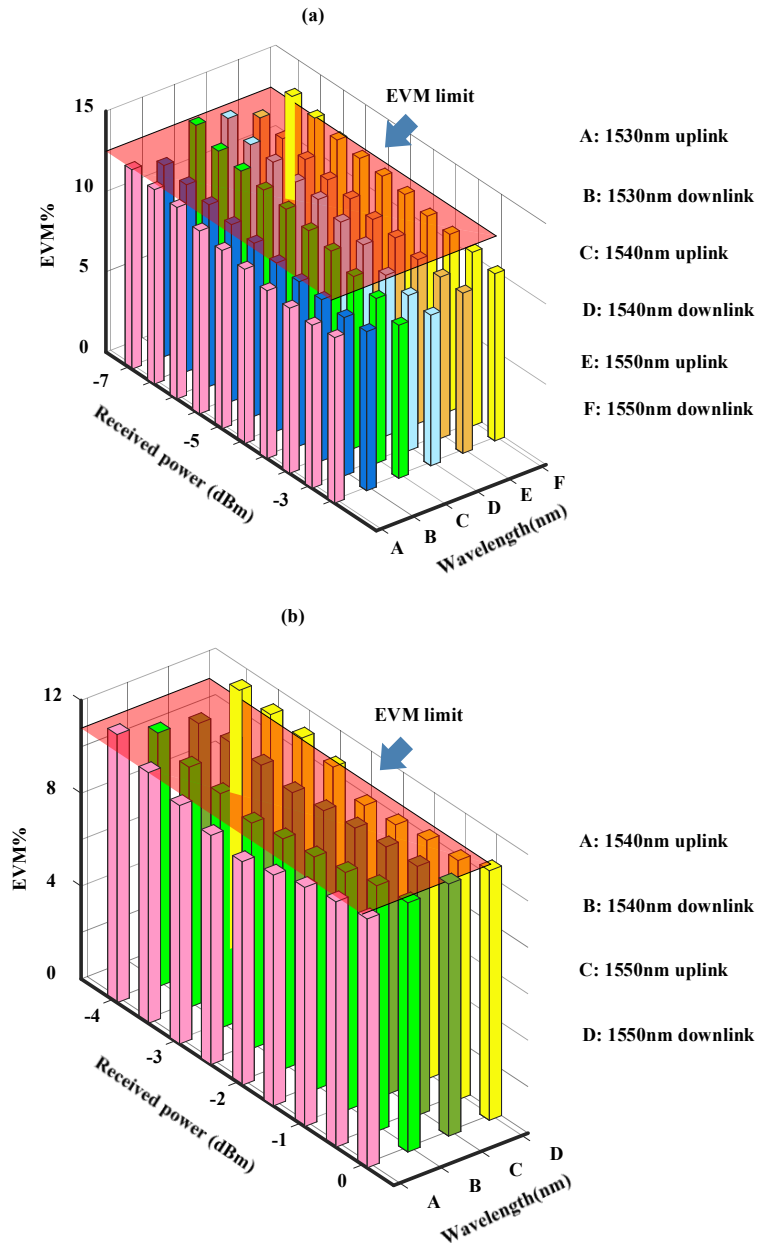 (a)
EVM limit
15
10
5
0
EVM%
-7
-5
-3
Received power (dBm)
A
B
C
D
E
F
Wavelength(nm)
A: 1530nm uplink
B: 1530nm downlink
C: 1540nm uplink
D: 1540nm downlink
E: 1550nm uplink
F: 1550nm downlink
(b)
EVM limit
12
8
4
0
EVM%
-4
-3
-2
-1
0
Received power (dBm)
A
B
C
D
Wavelength(nm)
A: 1540nm uplink
B: 1540nm downlink
C: 1550nm uplink
D: 1550nm downlink